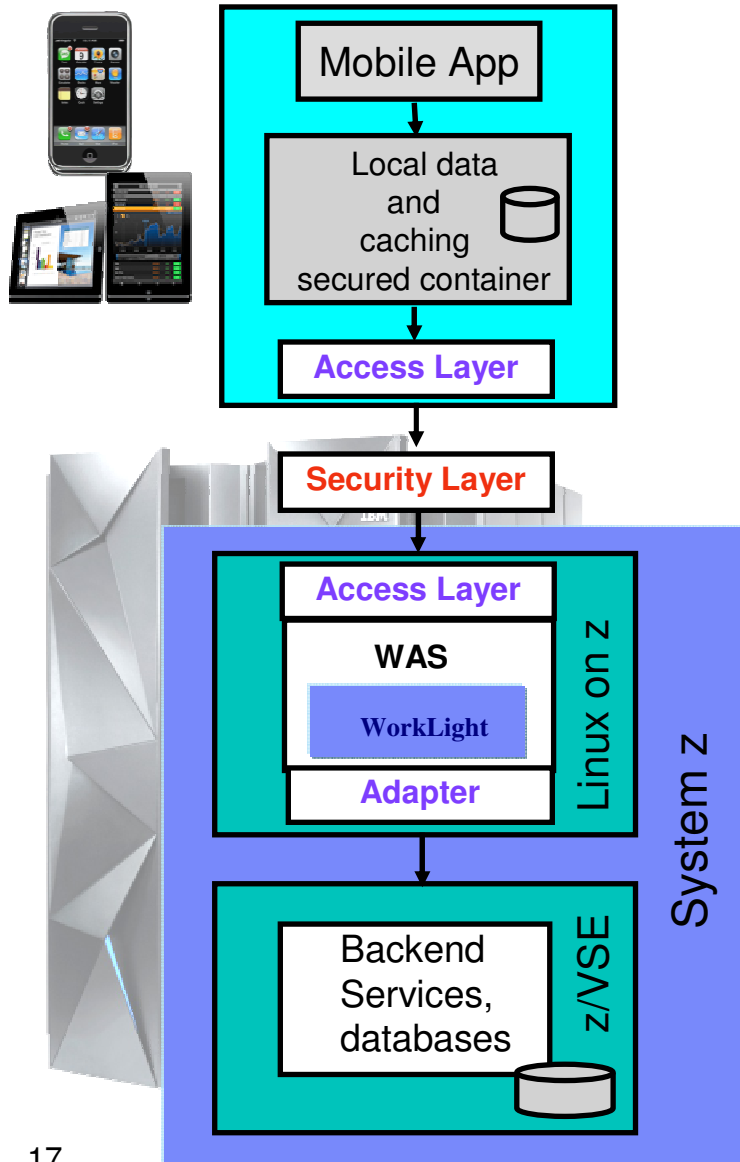 Mobile App
Local data
and
caching
secured container
Access Layer
Security Layer
IBM
Access Layer
WAS
WorkLight
Adapter
Linux on z
System z
Backend
Services,
databases
z/VSE
17